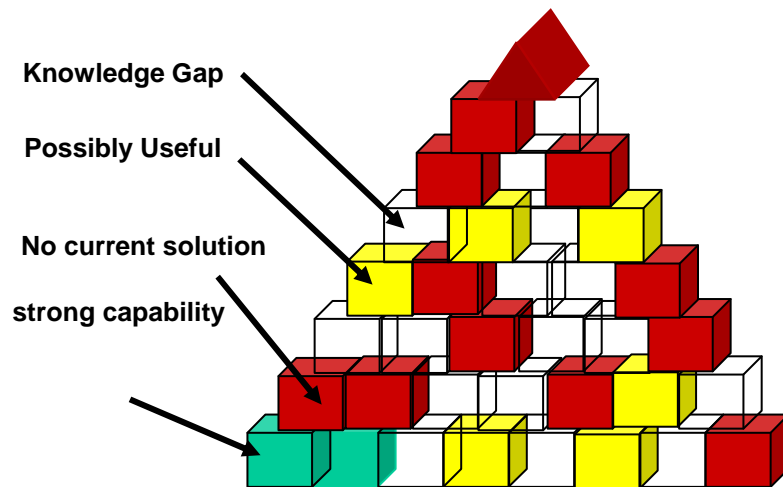 Knowledge Gap
Possibly Useful
No current solution
strong capability